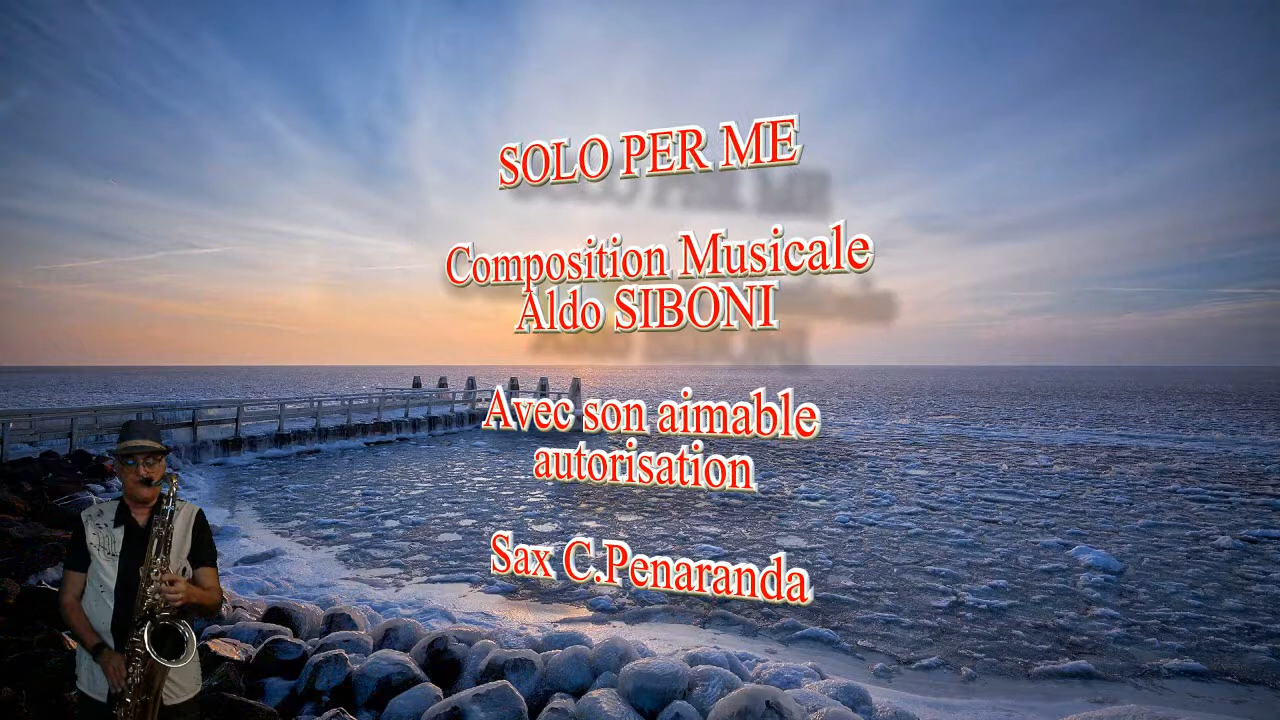 SOLO PER ME
Composition Musicale
Aldo SIBONI
Avec son aimable
autorisation
Sax C.Penaranda